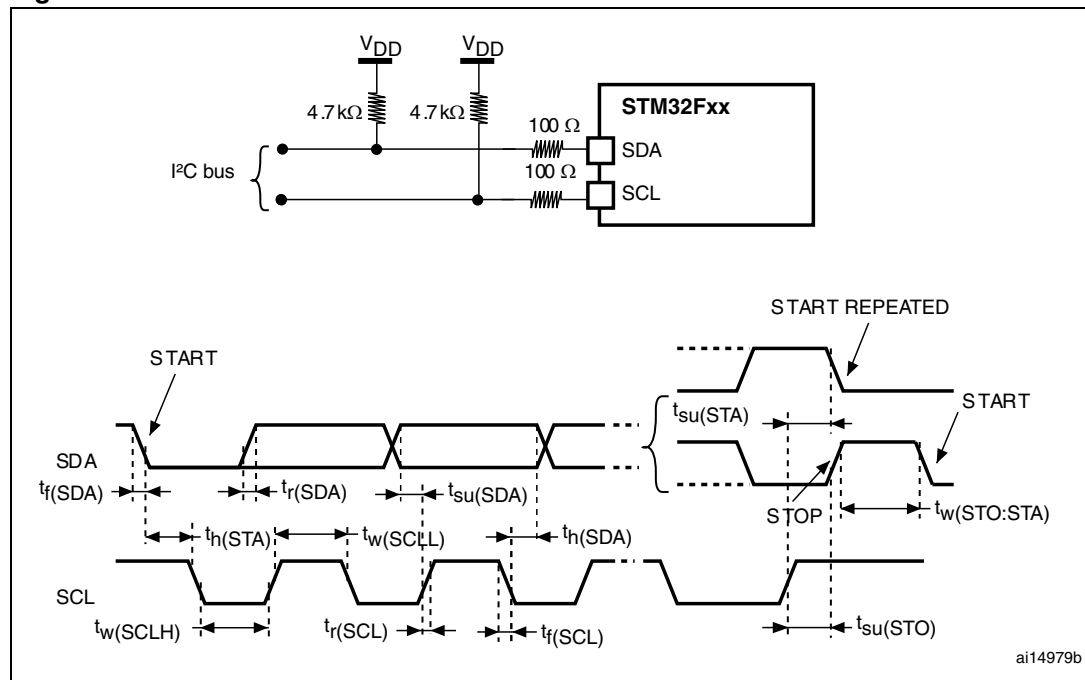 VDD VDD
4.7kΩ 4.7kΩ
STM32Fxx
100 Ω
SDA
I²C bus
100 Ω
SCL
START REPEATED
START
tsu(STA)
START
SDA
tf(SDA)
tr(SDA)
tsu(SDA)
STOP
tw(STO:STA)
th(STA)
tw(SCLL)
th(SDA)
SCL
tw(SCLH)
tr(SCL)
tf(SCL)
tsu(STO)
ai14979b